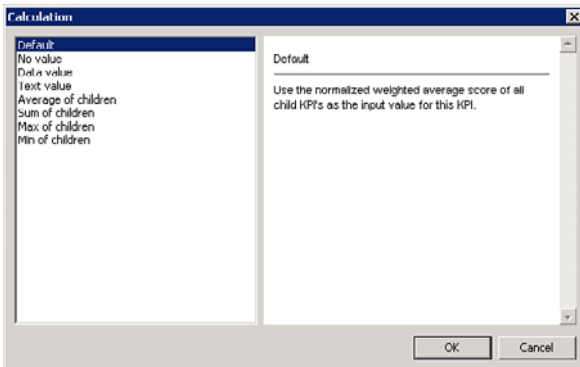 Calculation
Default
No value
Data value
Text value
Average of children
Sum of children
Max of children
Min of children
Default
Use the normalized weighted average score of all
child KPI's as the input value for this KPI.
OK
Cancel